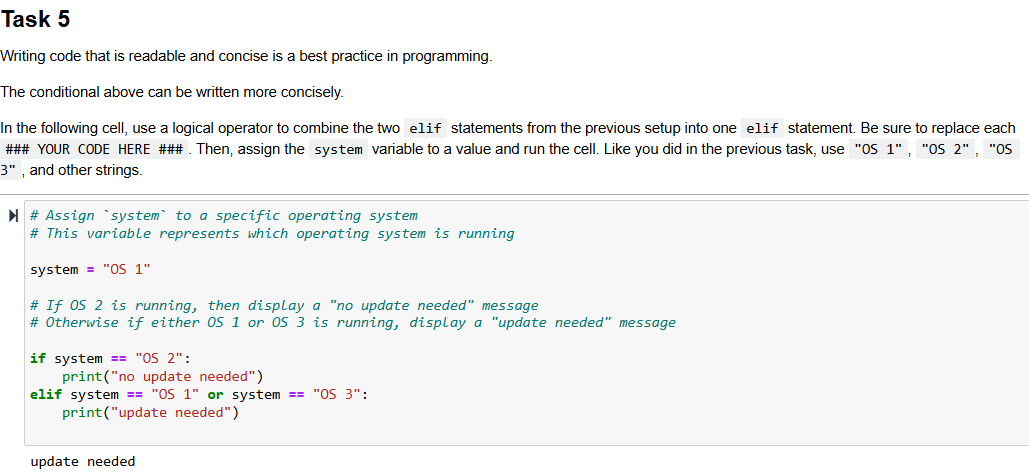 Task 5
Writing code that is readable and concise is a best practice in programming.
The conditional above can be written more concisely.
In the following cell, use a logical operator to combine the two elif statements from the previous setup into one elif statement. Be sure to replace each
### YOUR CODE HERE ### . Then, assign the system variable to a value and run the cell. Like you did in the previous task, use "OS 1" , "OS 2" , "OS
3" , and other strings.
# Assign `system` to a specific operating system
# This variable represents which operating system is running
system = "OS 1"
# If OS 2 is running, then display a "no update needed" message
# Otherwise if either OS 1 or OS 3 is running, display a "update needed" message
if system == "OS 2":
    print("no update needed")
elif system == "OS 1" or system == "OS 3":
    print("update needed")
update needed